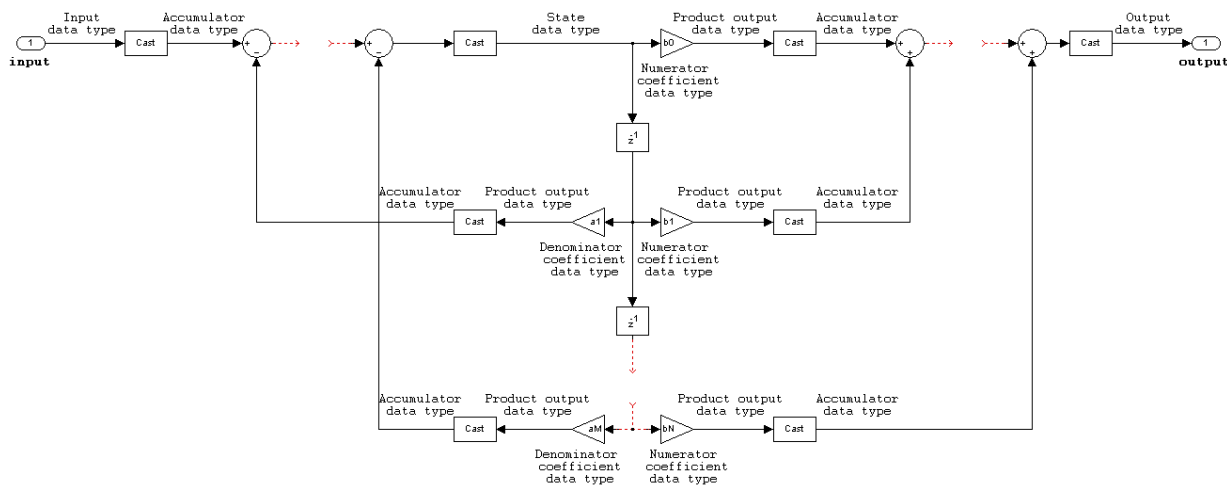 Input
data type
Accumulator
data type
State
data type
Product output
data type
Accumulator
data type
Output
data type
1
Cast
+
−
+
−
Cast
b0
Cast
+
+
+
+
Cast
1
input
output
Numerator
coefficient
data type
z-1
Accumulator
data type
Product output
data type
Product output
data type
Accumulator
data type
Cast
a1
b1
Cast
Denominator
coefficient
data type
Numerator
coefficient
data type
z-1
Accumulator
data type
Product output
data type
Product output
data type
Accumulator
data type
Cast
aM
bN
Cast
Denominator
coefficient
data type
Numerator
coefficient
data type